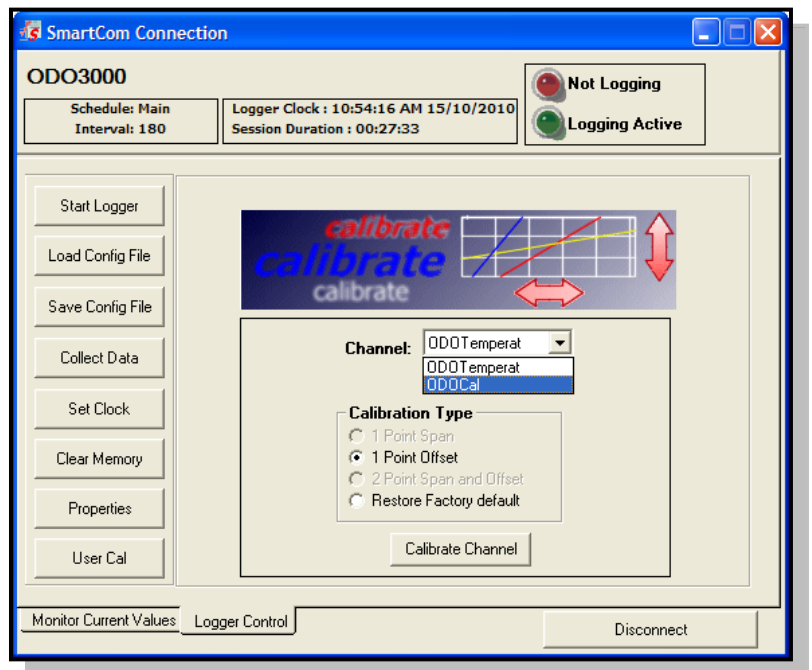 SmartCom Connection
ODO3000
Schedule: Main
Interval: 180
Logger Clock : 10:54:16 AM 15/10/2010
Session Duration : 00:27:33
Not Logging
Logging Active
Start Logger
Load Config File
Save Config File
Collect Data
Set Clock
Clear Memory
Properties
User Cal
calibrate
calibrate
calibrate
Channel: ODOTemperat
ODOTemperat
ODOCal
Calibration Type
1 Point Span
1 Point Offset
2 Point Span and Offset
Restore Factory default
Calibrate Channel
Monitor Current Values
Logger Control
Disconnect